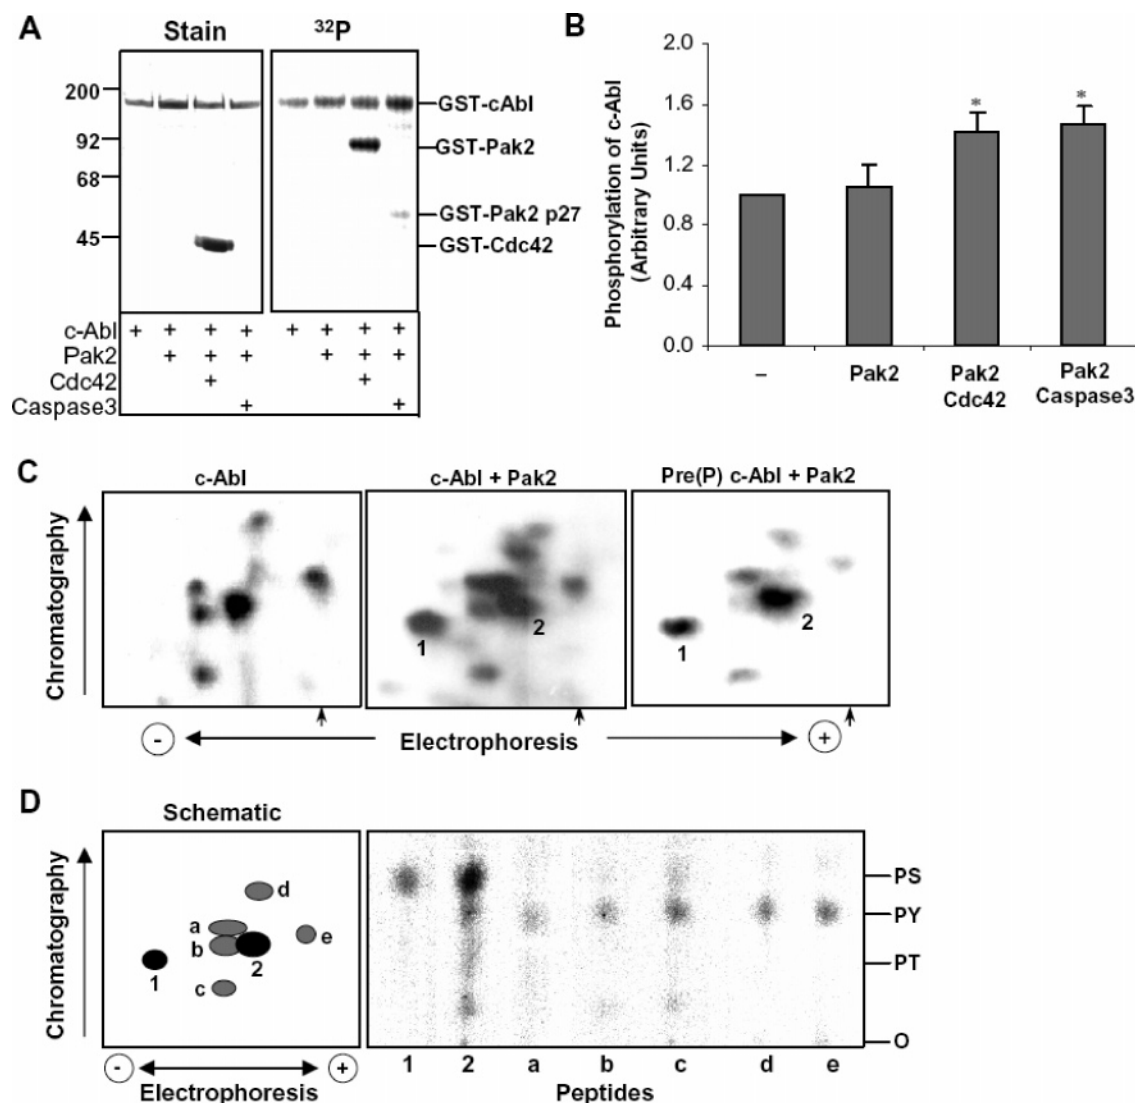 A
Stain
32P
200
92
68
45
GST-cAbl
GST-Pak2
GST-Pak2 p27
GST-Cdc42
c-Abl + + + + + + + +
Pak2 + + + + + +
Cdc42 + +
Caspase3 + +
B
Phosphorylation of c-Abl
(Arbitrary Units)
2.0
1.6
1.2
0.8
0.4
0.0
* *
– Pak2 Pak2 Pak2
Cdc42 Caspase3
C
c-Abl
c-Abl + Pak2
Pre(P) c-Abl + Pak2
Chromatography
1
2
1
2
- Electrophoresis +
D
Schematic
Chromatography
d
a
b
e
1
2
c
- +
Electrophoresis
PS
PY
PT
O
1 2 a b c d e
Peptides